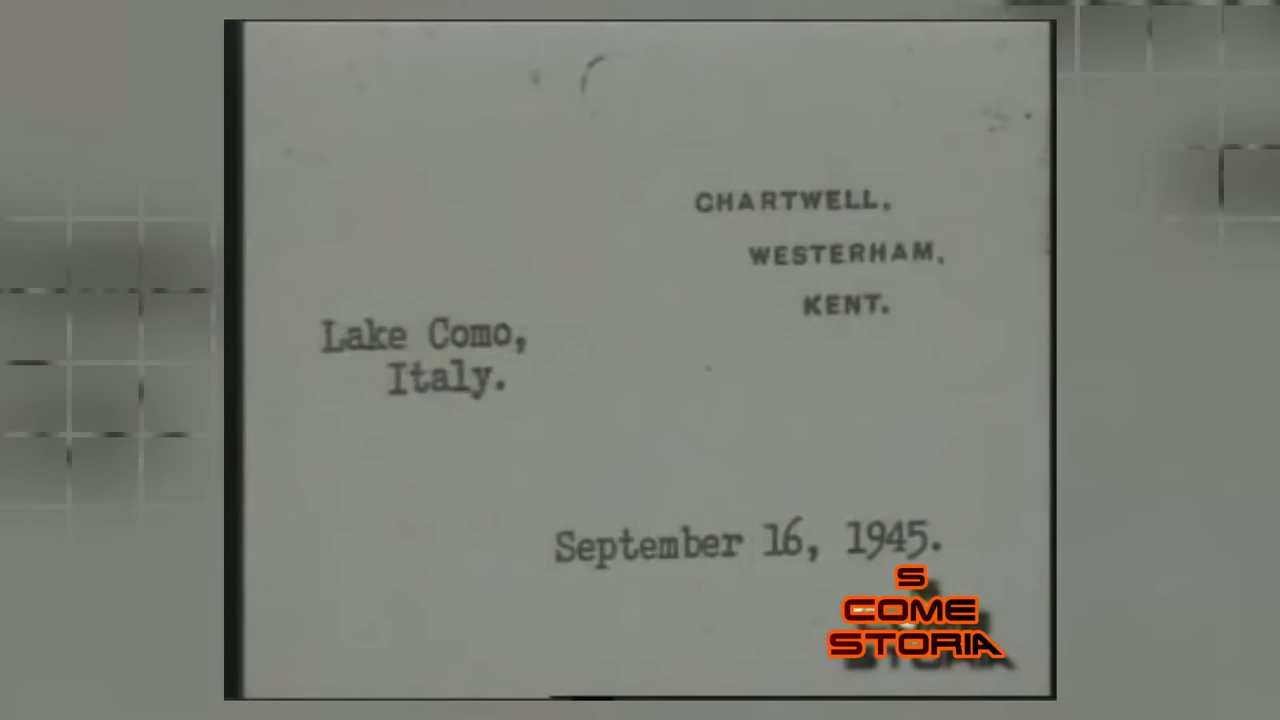 CHARTWELL,
WESTERHAM,
KENT.
Lake Como,
Italy.
September 16, 1945.
S
COME
STORIA